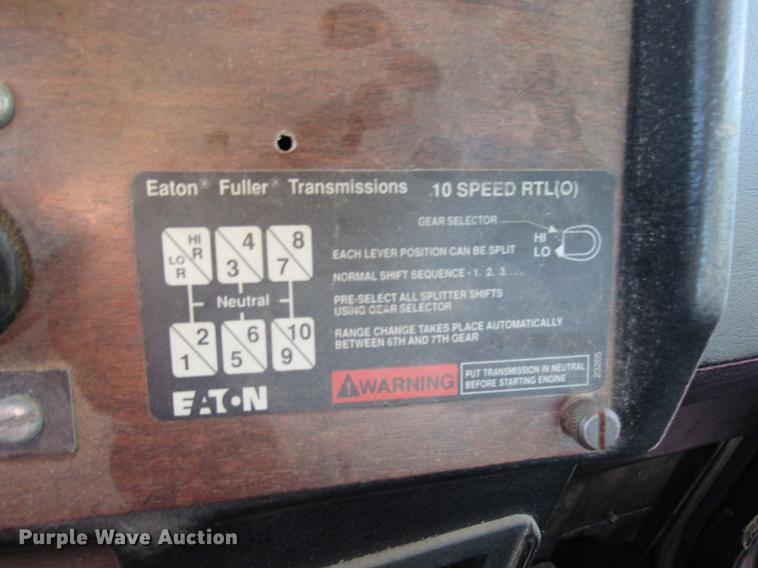 Eaton® Fuller® Transmissions 10 SPEED RTL(O)
GEAR SELECTOR
HI
LO
HI
R
LO
R
4
3
8
7
Neutral
2
1
6
5
10
9
EACH LEVER POSITION CAN BE SPLIT
NORMAL SHIFT SEQUENCE - 1. 2. 3. . . .
PRE-SELECT ALL SPLITTER SHIFTS
USING GEAR SELECTOR
RANGE CHANGE TAKES PLACE AUTOMATICALLY
BETWEEN 6TH AND 7TH GEAR
EATON
WARNING
PUT TRANSMISSION IN NEUTRAL
BEFORE STARTING ENGINE
23205
Purple Wave Auction